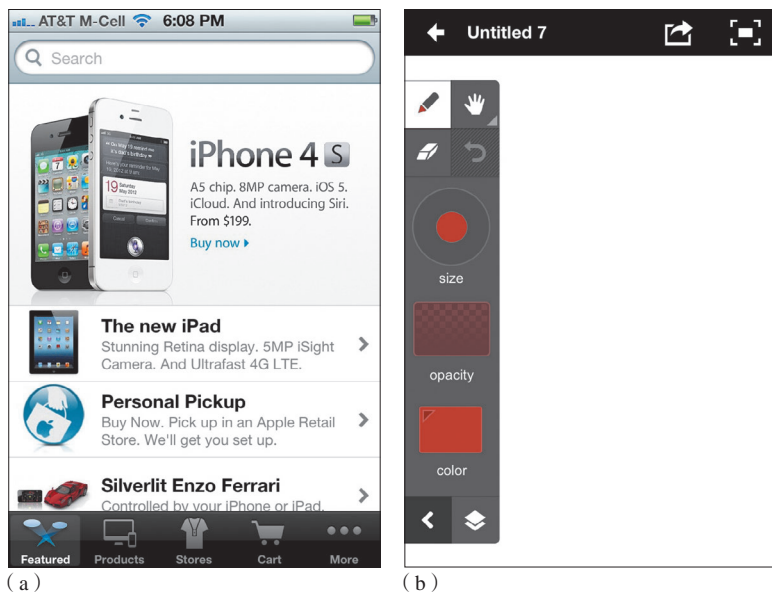 AT&T M-Cell 6:08 PM
Search
iPhone 4 S
A5 chip. 8MP camera. iOS 5.
iCloud. And introducing Siri.
From $199.
Buy now
The new iPad
Stunning Retina display. 5MP iSight
Camera. And Ultrafast 4G LTE.
Personal Pickup
Buy Now. Pick up in an Apple Retail
Store. We'll get you set up.
Silverlit Enzo Ferrari
Controlled by your iPhone or iPad.
Featured Products Stores Cart More
(a)
Untitled 7
size
opacity
color
(b)